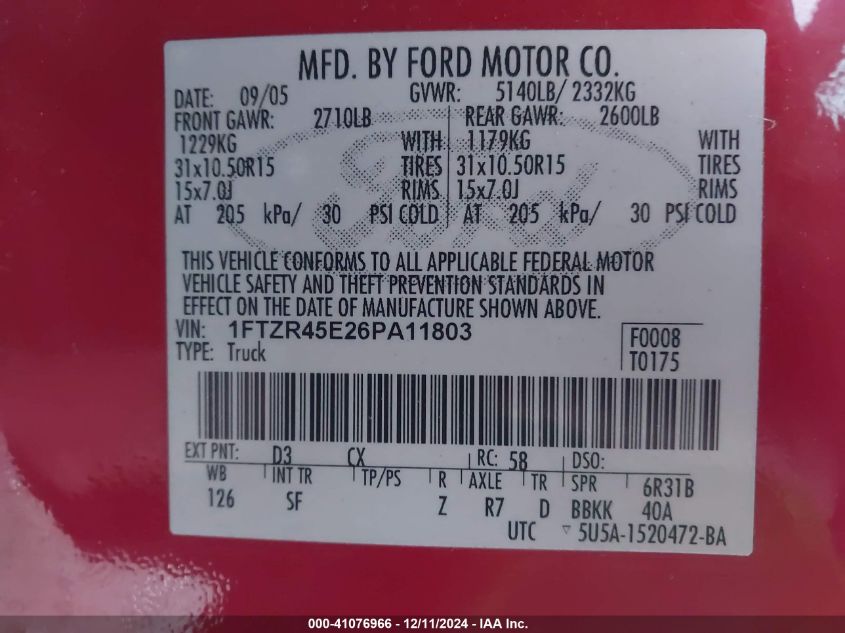 MFD. BY FORD MOTOR CO.
DATE: 09/05 GVWR: 5140LB/ 2332KG
FRONT GAWR: 2710LB REAR GAWR: 2600LB
1229KG WITH 1179KG WITH
31x10.50R15 TIRES 31x10.50R15 TIRES
15x7.0J RIMS 15x7.0J RIMS
AT 205 kPa/ 30 PSI COLD AT 205 kPa/ 30 PSI COLD
Ford
THIS VEHICLE CONFORMS TO ALL APPLICABLE FEDERAL MOTOR
VEHICLE SAFETY AND THEFT PREVENTION STANDARDS IN
EFFECT ON THE DATE OF MANUFACTURE SHOWN ABOVE.
VIN: 1FTZR45E26PA11803 F0008
TYPE: Truck T0175
EXT PNT: D3 CX RC: 58 DSO:
WB INT TR TP/PS R AXLE TR SPR 6R31B
126 SF Z R7 D BBKK 40A
UTC 5U5A-1520472-BA
000-41076966 - 12/11/2024 - IAA Inc.